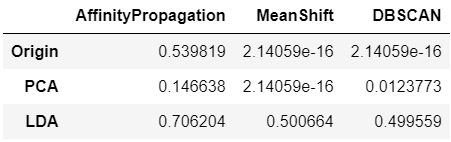 AffinityPropagation MeanShift DBSCAN
Origin 0.539819 2.14059e-16 2.14059e-16
PCA 0.146638 2.14059e-16 0.0123773
LDA 0.706204 0.500664 0.499559